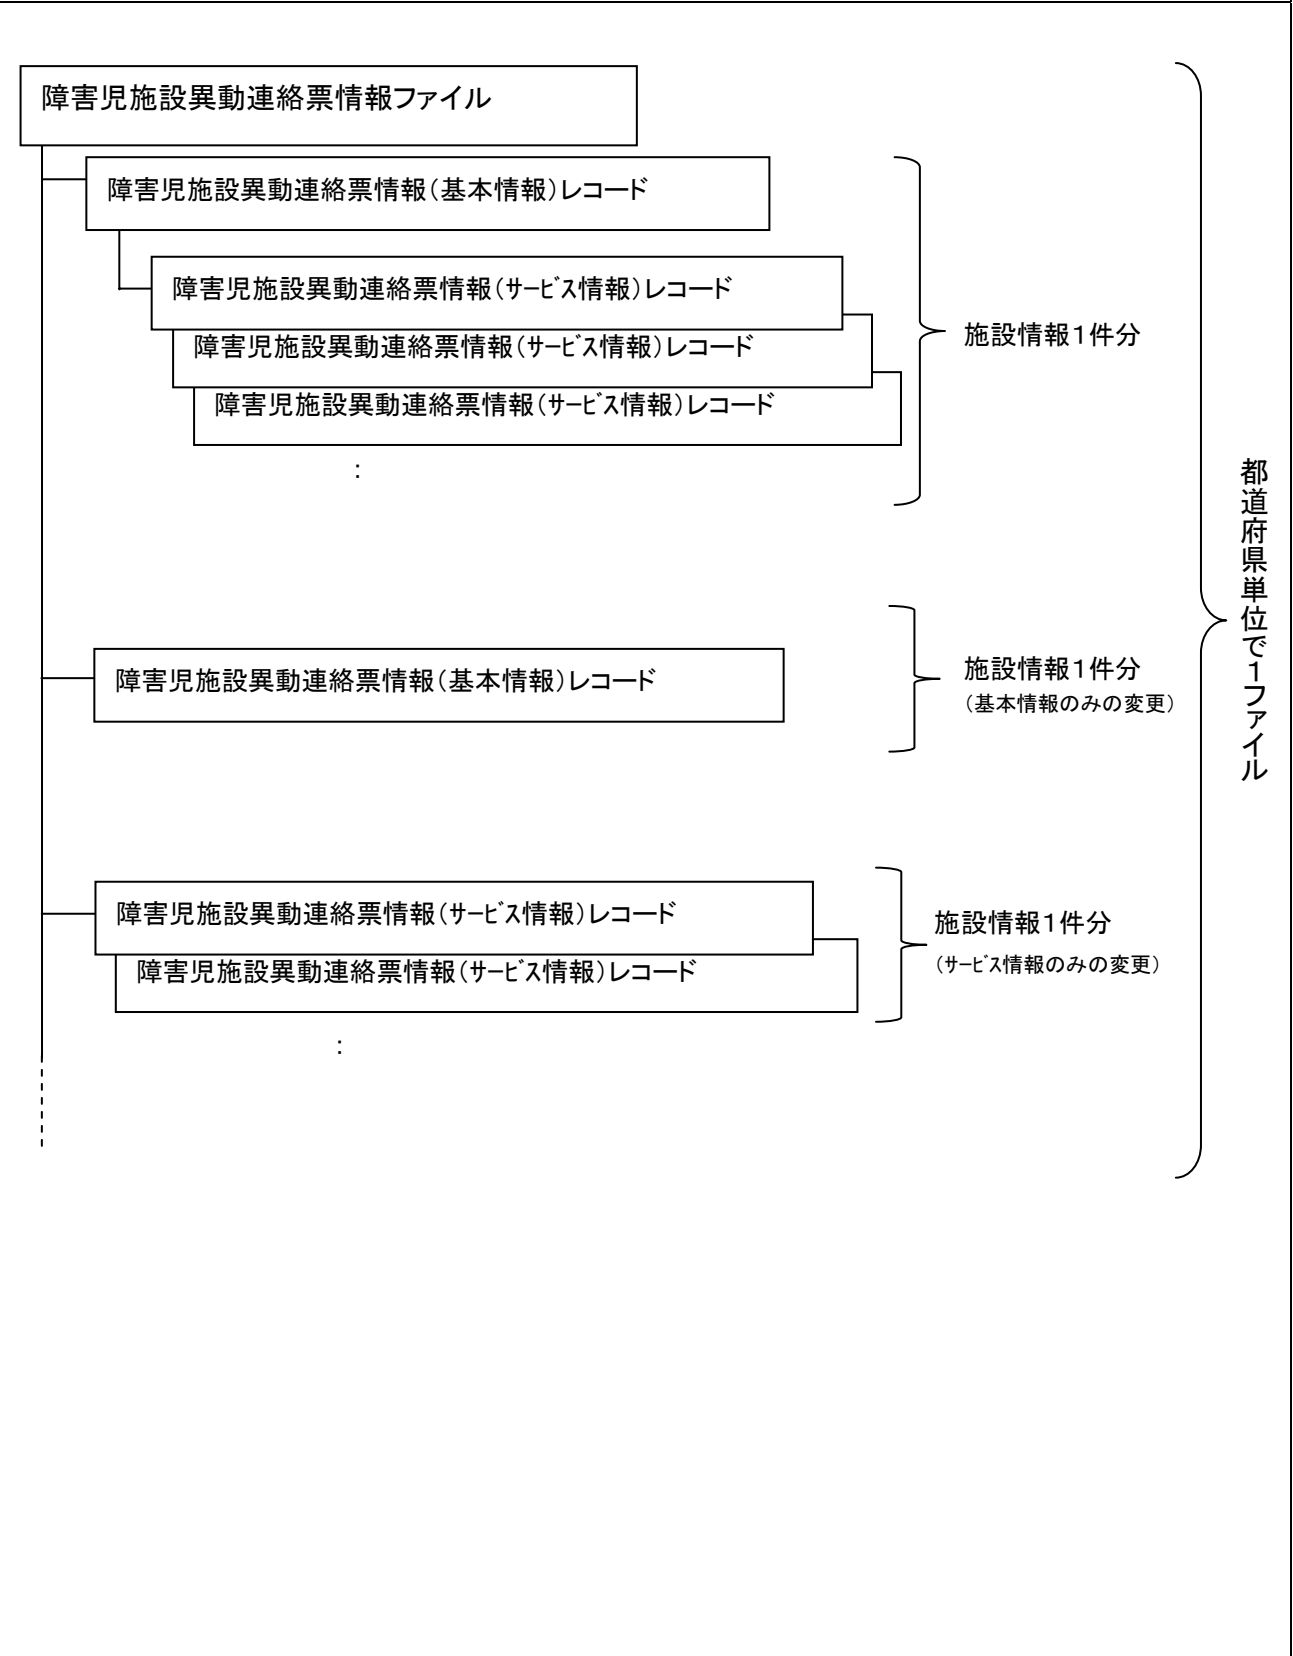 障害児施設異動連絡票情報ファイル
障害児施設異動連絡票情報（基本情報）レコード
障害児施設異動連絡票情報（ｻｰﾋﾞｽ情報）レコード
障害児施設異動連絡票情報（ｻｰﾋﾞｽ情報）レコード
障害児施設異動連絡票情報（ｻｰﾋﾞｽ情報）レコード
：
施設情報１件分
障害児施設異動連絡票情報（基本情報）レコード
施設情報１件分
（基本情報のみの変更）
障害児施設異動連絡票情報（ｻｰﾋﾞｽ情報）レコード
障害児施設異動連絡票情報（ｻｰﾋﾞｽ情報）レコード
：
施設情報１件分
（ｻｰﾋﾞｽ情報のみの変更）
都道府県単位で１ファイル